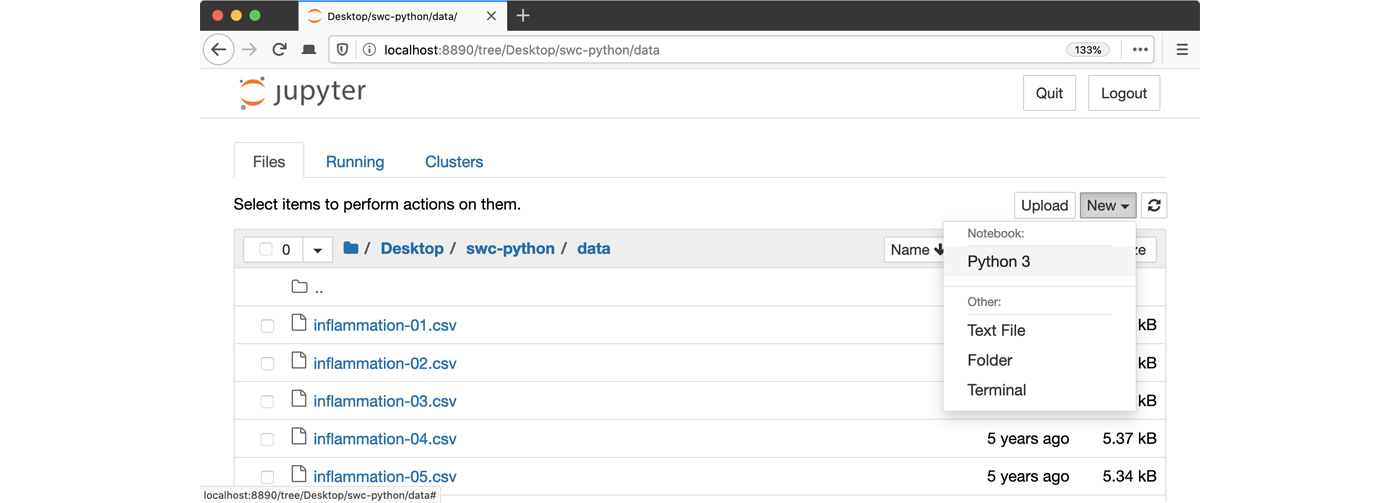 Desktop/swc-python/data/
localhost:8890/tree/Desktop/swc-python/data 133%
jupyter Quit Logout
Files Running Clusters
Select items to perform actions on them. Upload New
Notebook:
0 / Desktop / swc-python / data Name
Python 3
..
Other:
inflammation-01.csv Text File kB
inflammation-02.csv Folder kB
inflammation-03.csv Terminal kB
inflammation-04.csv 5 years ago 5.37 kB
inflammation-05.csv 5 years ago 5.34 kB
localhost:8890/tree/Desktop/swc-python/data#